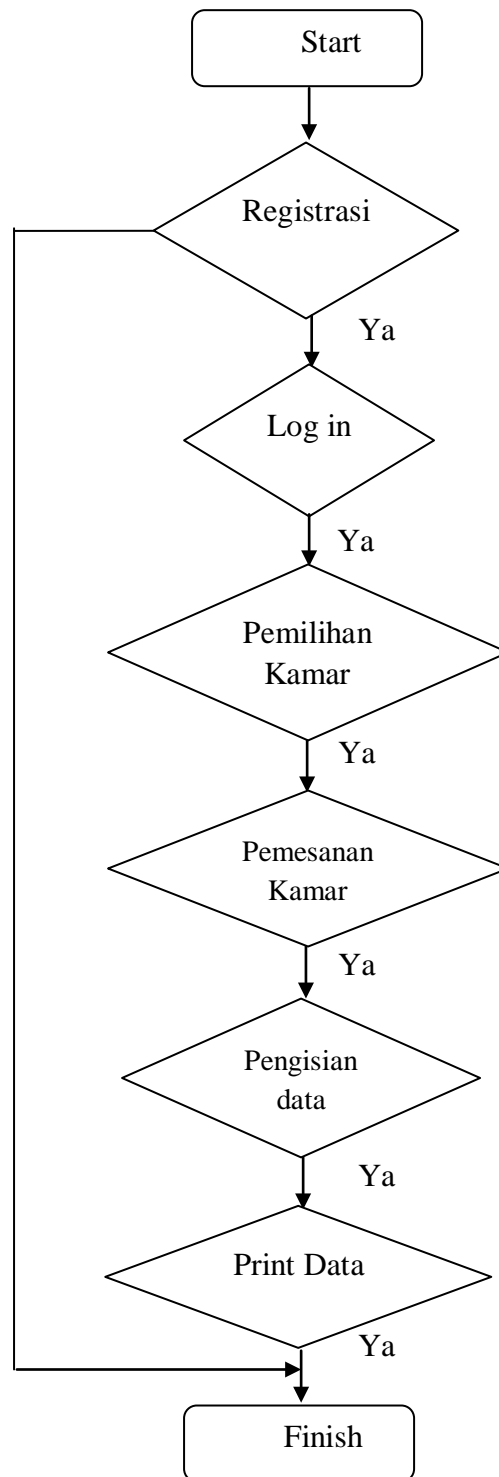 Start
Registrasi
Ya
Log in
Ya
Pemilihan
Kamar
Ya
Pemesanan
Kamar
Ya
Pengisian
data
Ya
Print Data
Ya
Finish